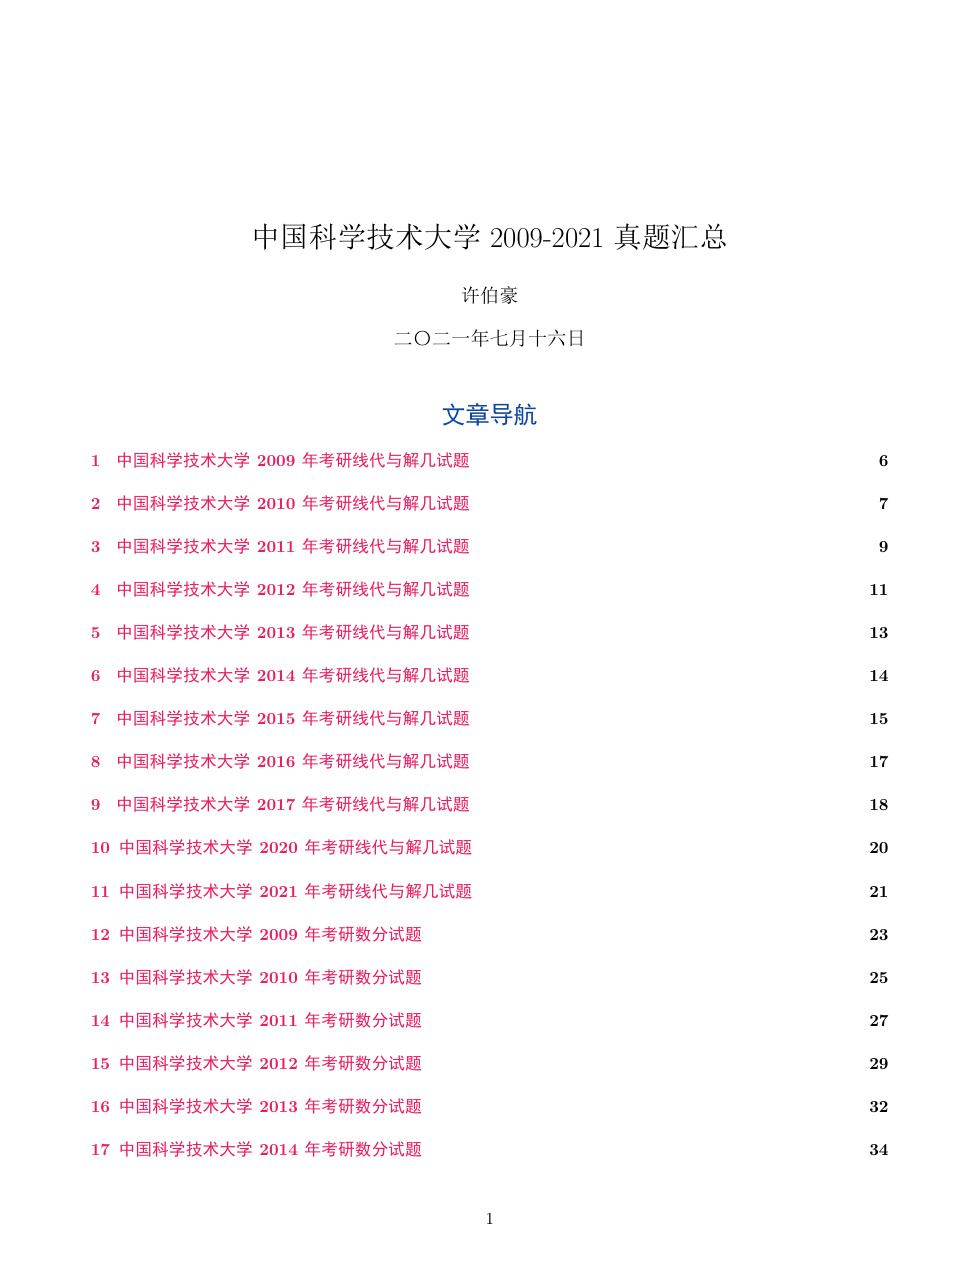 中国科学技术大学 2009-2021 真题汇总
许伯豪
二〇二一年七月十六日
文章导航
1 中国科学技术大学 2009 年考研线代与解几试题 6
2 中国科学技术大学 2010 年考研线代与解几试题 7
3 中国科学技术大学 2011 年考研线代与解几试题 9
4 中国科学技术大学 2012 年考研线代与解几试题 11
5 中国科学技术大学 2013 年考研线代与解几试题 13
6 中国科学技术大学 2014 年考研线代与解几试题 14
7 中国科学技术大学 2015 年考研线代与解几试题 15
8 中国科学技术大学 2016 年考研线代与解几试题 17
9 中国科学技术大学 2017 年考研线代与解几试题 18
10 中国科学技术大学 2020 年考研线代与解几试题 20
11 中国科学技术大学 2021 年考研线代与解几试题 21
12 中国科学技术大学 2009 年考研数分试题 23
13 中国科学技术大学 2010 年考研数分试题 25
14 中国科学技术大学 2011 年考研数分试题 27
15 中国科学技术大学 2012 年考研数分试题 29
16 中国科学技术大学 2013 年考研数分试题 32
17 中国科学技术大学 2014 年考研数分试题 34
1